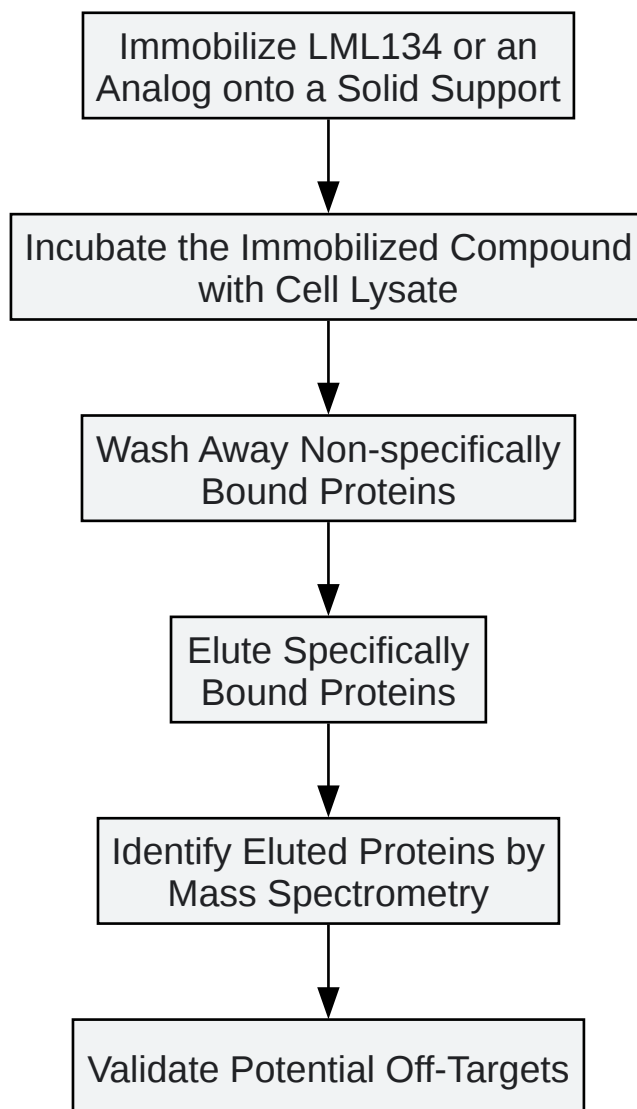 Immobilize LML134 or an
Analog onto a Solid Support
Incubate the Immobilized Compound
with Cell Lysate
Wash Away Non-specifically
Bound Proteins
Elute Specifically
Bound Proteins
Identify Eluted Proteins by
Mass Spectrometry
Validate Potential Off-Targets